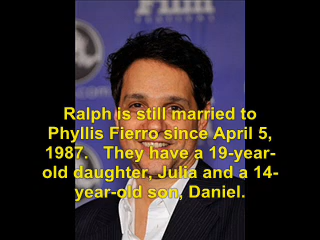 Ralph is still married to
Phyllis Fierro since April 5,
1987.   They have a 19-year-
old daughter, Julia and a 14-
year-old son, Daniel.